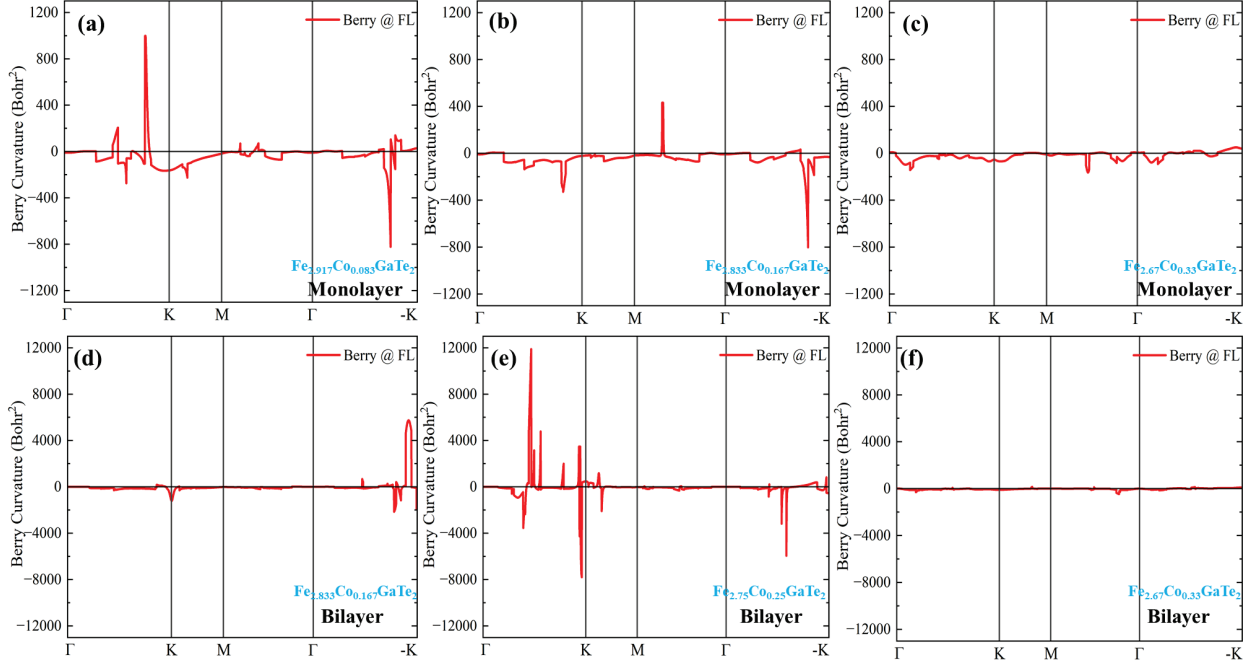 (a)
Berry @ FL
Berry Curvature (Bohr²)
1200
800
400
0
−400
−800
−1200
Γ K M Γ -K
Fe₂.₉₁₇Co₀.₀₈₃GaTe₂
Monolayer
(b)
Berry @ FL
Berry Curvature (Bohr²)
1200
800
400
0
−400
−800
−1200
Γ K M Γ -K
Fe₂.₈₃₃Co₀.₁₆₇GaTe₂
Monolayer
(c)
Berry @ FL
Berry Curvature (Bohr²)
1200
800
400
0
−400
−800
−1200
Γ K M Γ -K
Fe₂.₆₇Co₀.₃₃GaTe₂
Monolayer
(d)
Berry @ FL
Berry Curvature (Bohr²)
12000
8000
4000
0
−4000
−8000
−12000
Γ K M Γ -K
Fe₂.₈₃₃Co₀.₁₆₇GaTe₂
Bilayer
(e)
Berry @ FL
Berry Curvature (Bohr²)
12000
8000
4000
0
−4000
−8000
−12000
Γ K M Γ -K
Fe₂.₇₅Co₀.₂₅GaTe₂
Bilayer
(f)
Berry @ FL
Berry Curvature (Bohr²)
12000
8000
4000
0
−4000
−8000
−12000
Γ K M Γ -K
Fe₂.₆₇Co₀.₃₃GaTe₂
Bilayer